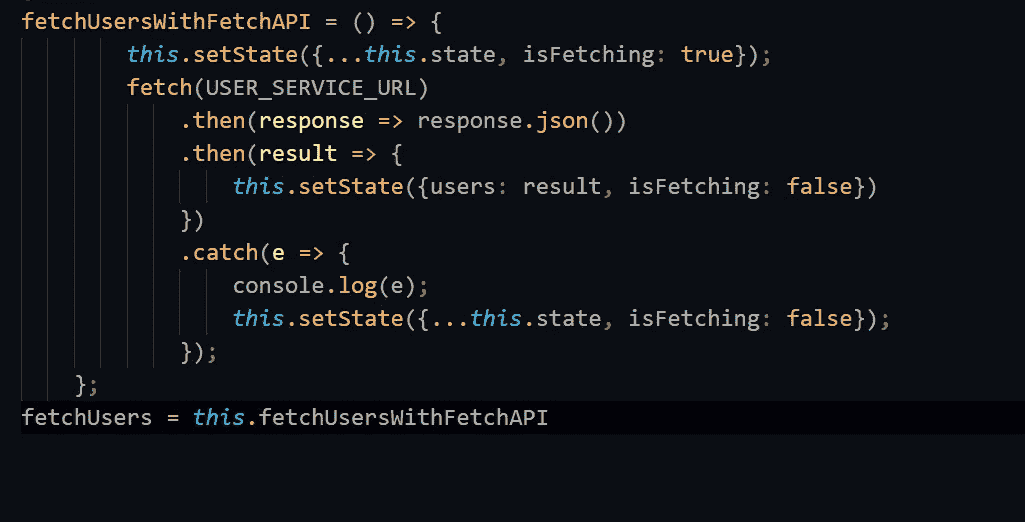 fetchUsersWithFetchAPI = () => {
this.setState({...this.state, isFetching: true});
fetch(USER_SERVICE_URL)
.then(response => response.json())
.then(result => {
this.setState({users: result, isFetching: false})
})
.catch(e => {
console.log(e);
this.setState({...this.state, isFetching: false});
});
};
fetchUsers = this.fetchUsersWithFetchAPI